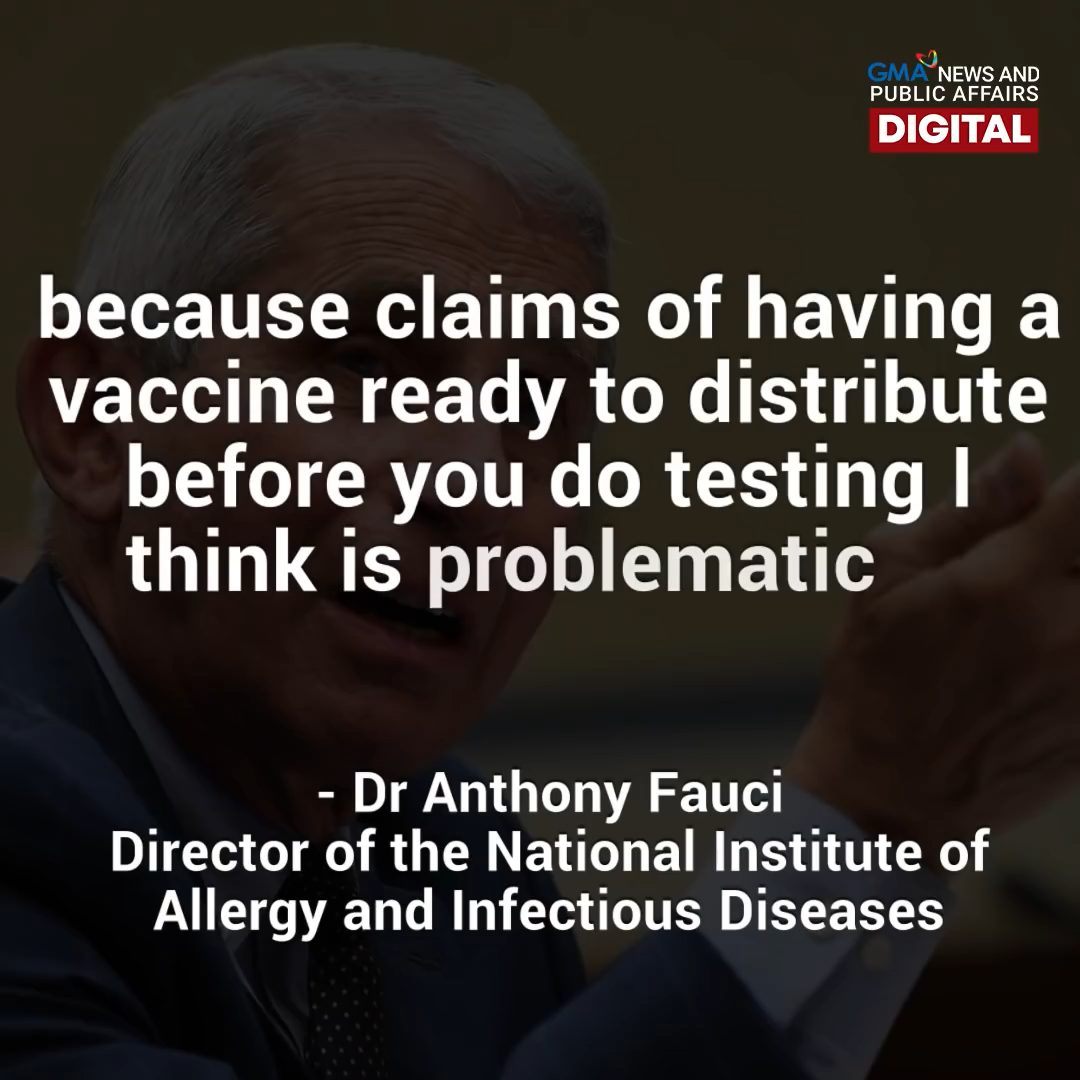 GMA NEWS AND
PUBLIC AFFAIRS
DIGITAL
because claims of having a
vaccine ready to distribute
before you do testing I
think is problematic
- Dr Anthony Fauci
Director of the National Institute of
Allergy and Infectious Diseases